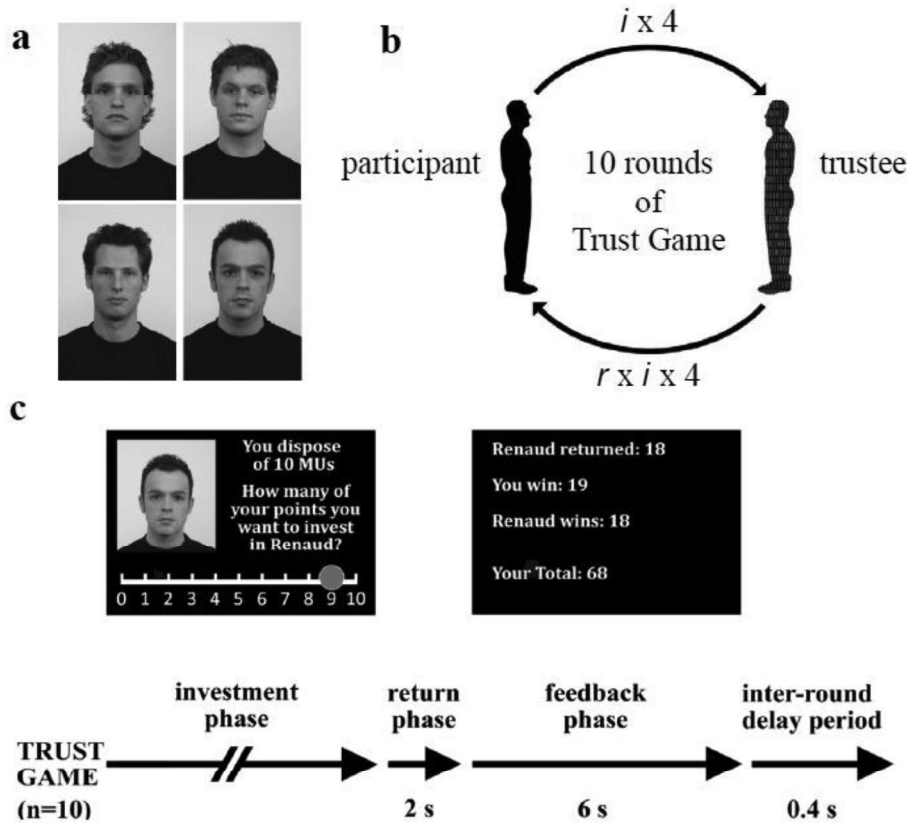 a
b
i x 4
participant
10 rounds
of
Trust Game
trustee
r x i x 4
c
You dispose
of 10 MUs
How many of
your points you
want to invest
in Renaud?
0 1 2 3 4 5 6 7 8 9 10
Renaud returned: 18
You win: 19
Renaud wins: 18
Your Total: 68
investment
phase
return
phase
feedback
phase
inter-round
delay period
TRUST
GAME
(n=10)
2 s
6 s
0.4 s